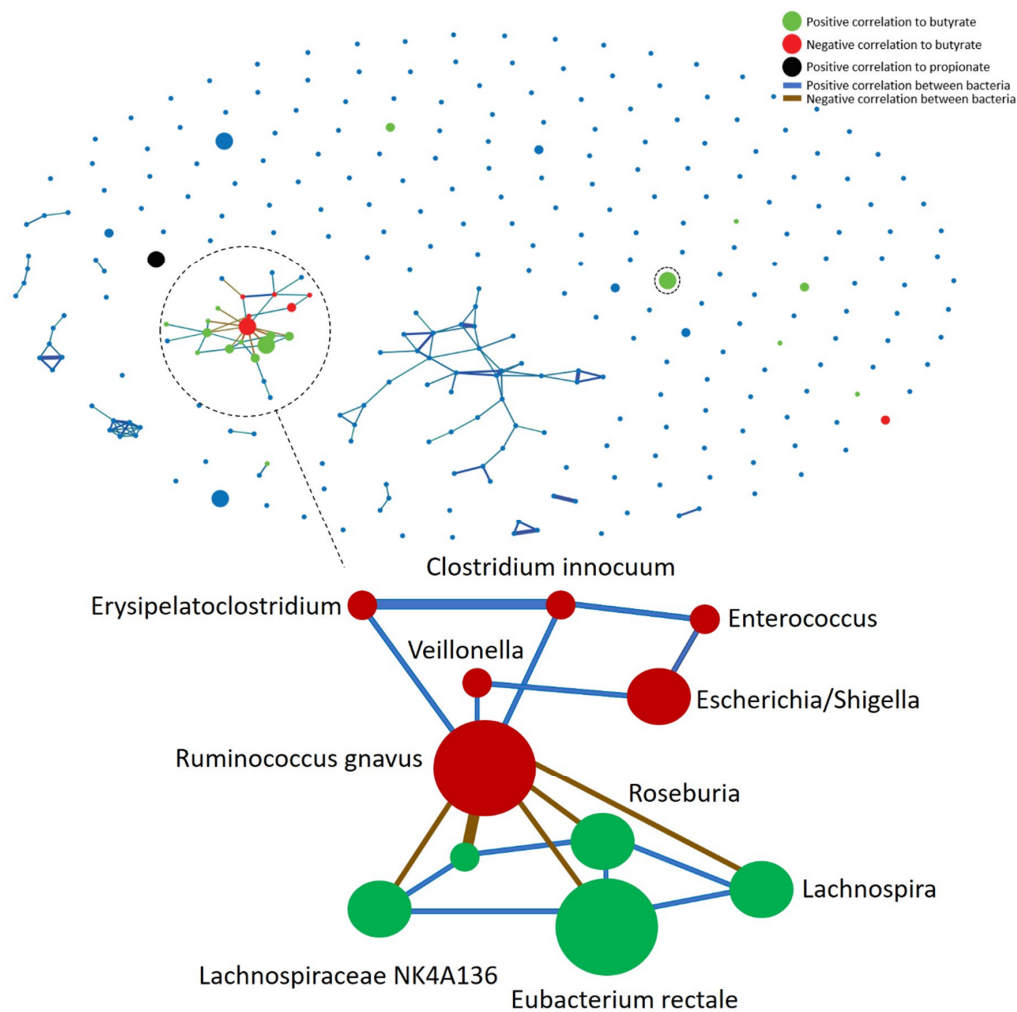 Positive correlation to butyrate
Negative correlation to butyrate
Positive correlation to propionate
Positive correlation between bacteria
Negative correlation between bacteria
Clostridium innocuum
Erysipelatoclostridium
Enterococcus
Veillonella
Escherichia/Shigella
Ruminococcus gnavus
Roseburia
Lachnospira
Lachnospiraceae NK4A136
Eubacterium rectale